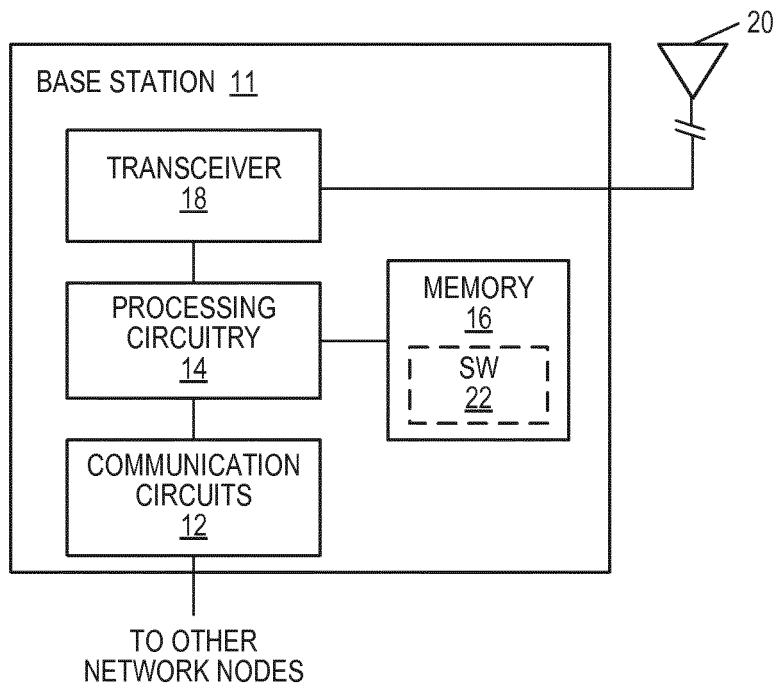 20
BASE STATION 11
TRANSCEIVER
18
PROCESSING
CIRCUITRY
14
MEMORY
16
SW
22
COMMUNICATION
CIRCUITS
12
TO OTHER
NETWORK NODES